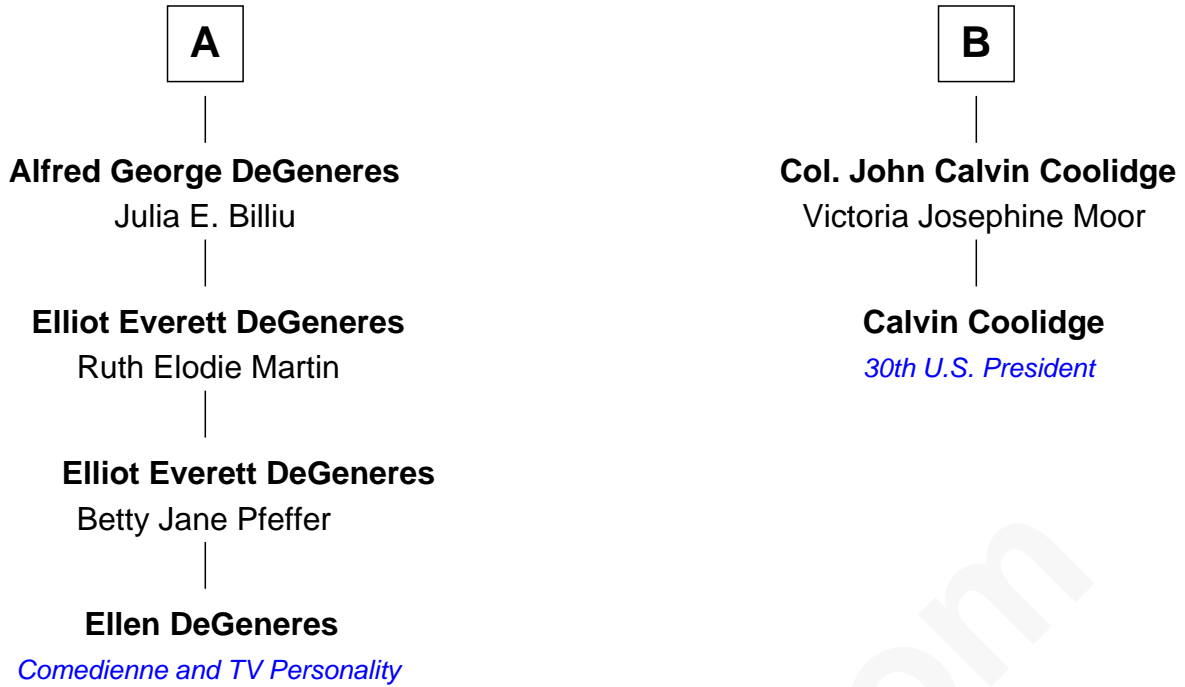 A
Alfred George DeGeneres
Julia E. Billiu
Elliot Everett DeGeneres
Ruth Elodie Martin
Elliot Everett DeGeneres
Betty Jane Pfeffer
Ellen DeGeneres
Comedienne and TV Personality
B
Col. John Calvin Coolidge
Victoria Josephine Moor
Calvin Coolidge
30th U.S. President
om